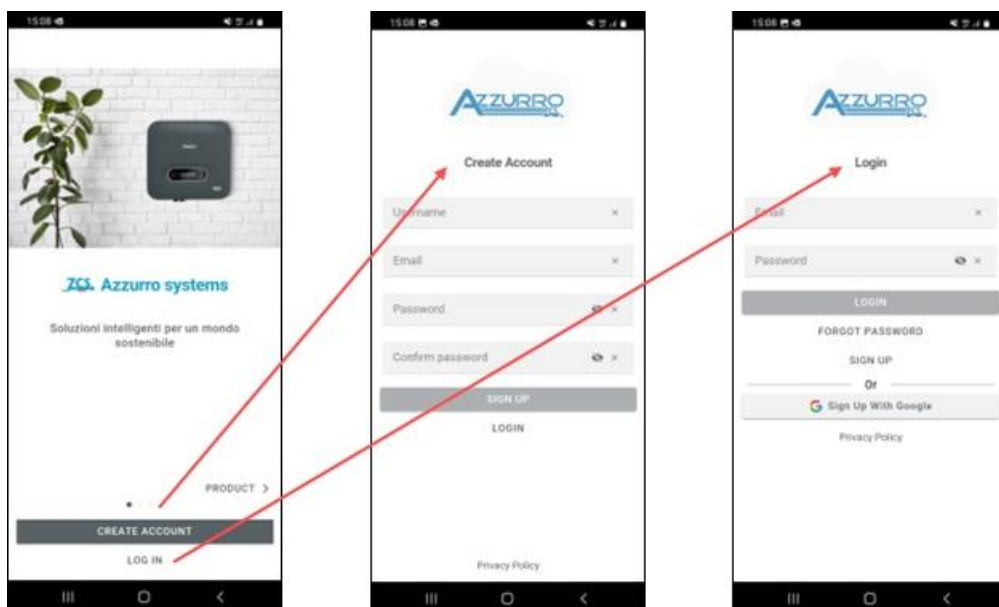 15:08
ZCS. Azzurro systems
Soluzioni intelligenti per un mondo
sostenibile
PRODUCT >
CREATE ACCOUNT
LOG IN
15:08
AZZURRO
Create Account
Username
Email
Password
Confirm password
SIGN UP
LOGIN
Privacy Policy
15:08
AZZURRO
Login
Email
Password
LOGIN
FORGOT PASSWORD
SIGN UP
Or
Sign Up With Google
Privacy Policy